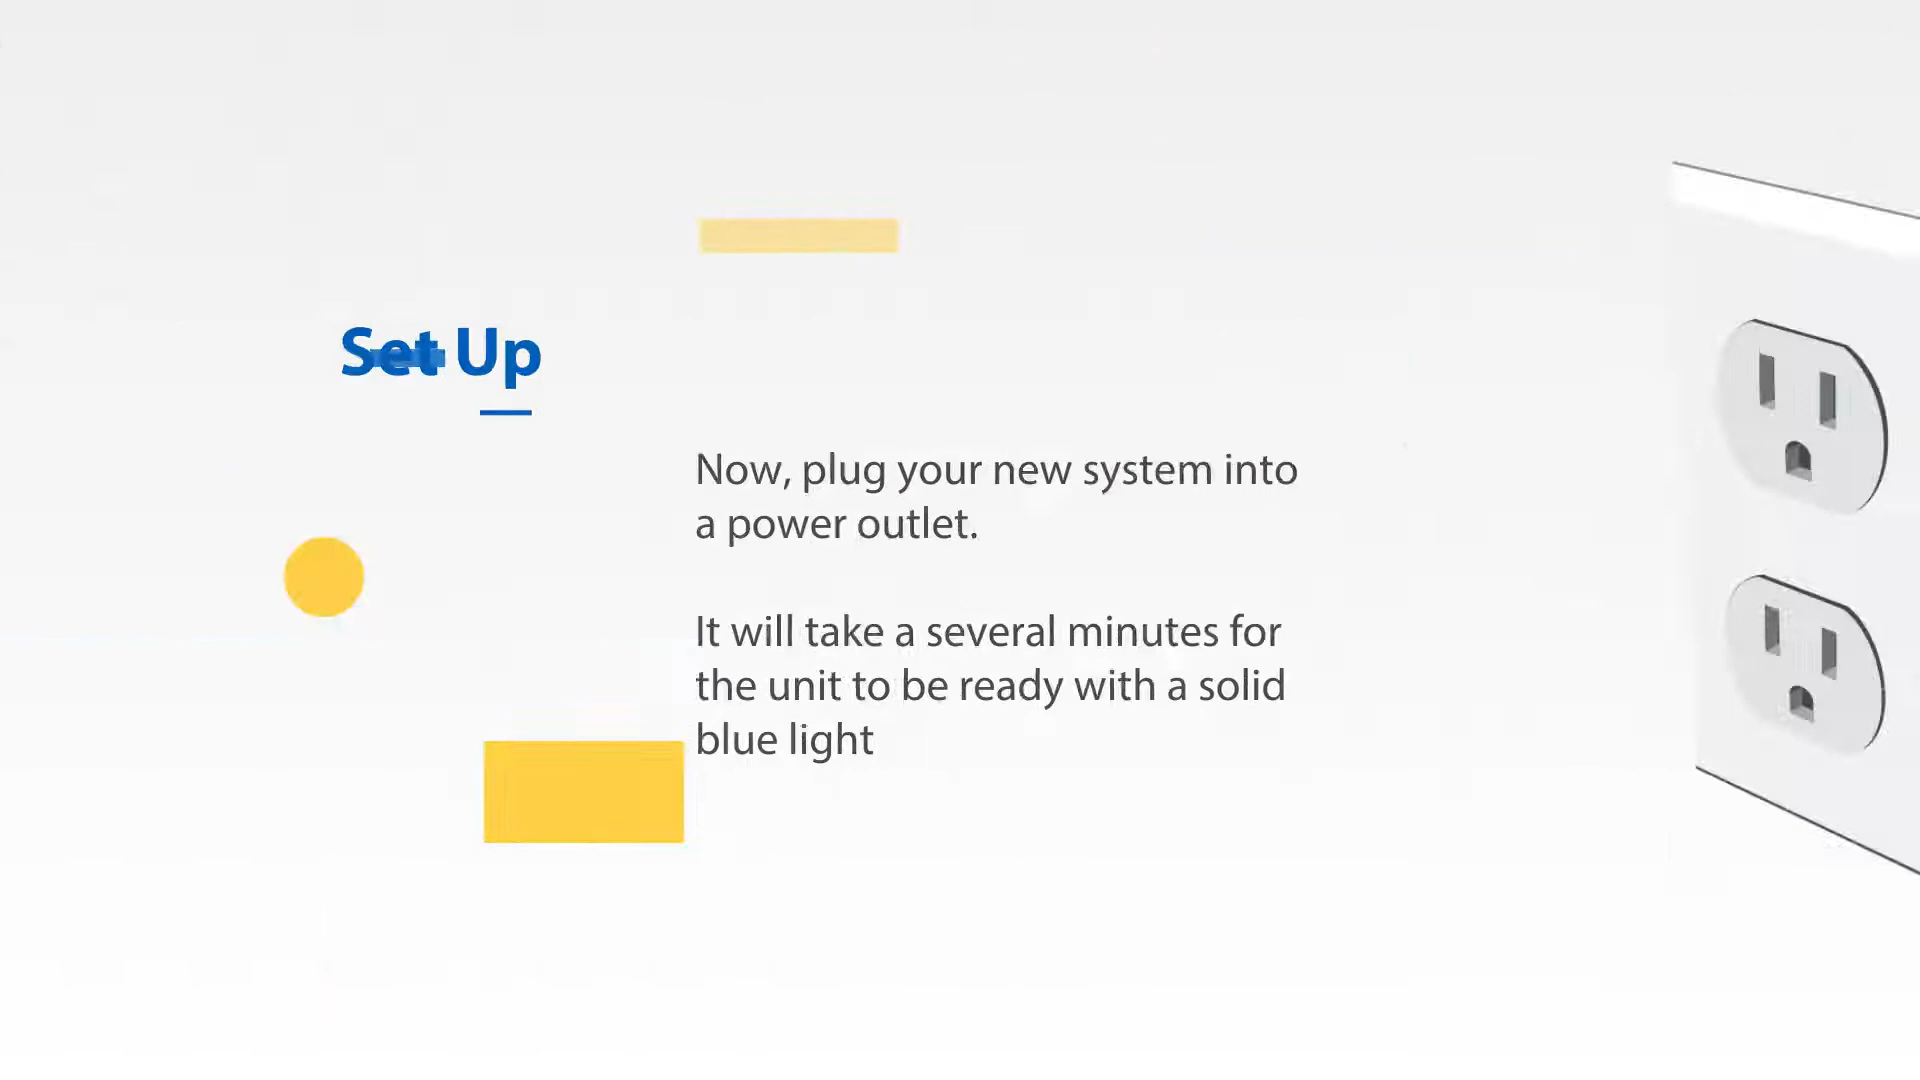 Set Up
Now, plug your new system into
a power outlet.
It will take a several minutes for
the unit to be ready with a solid
blue light